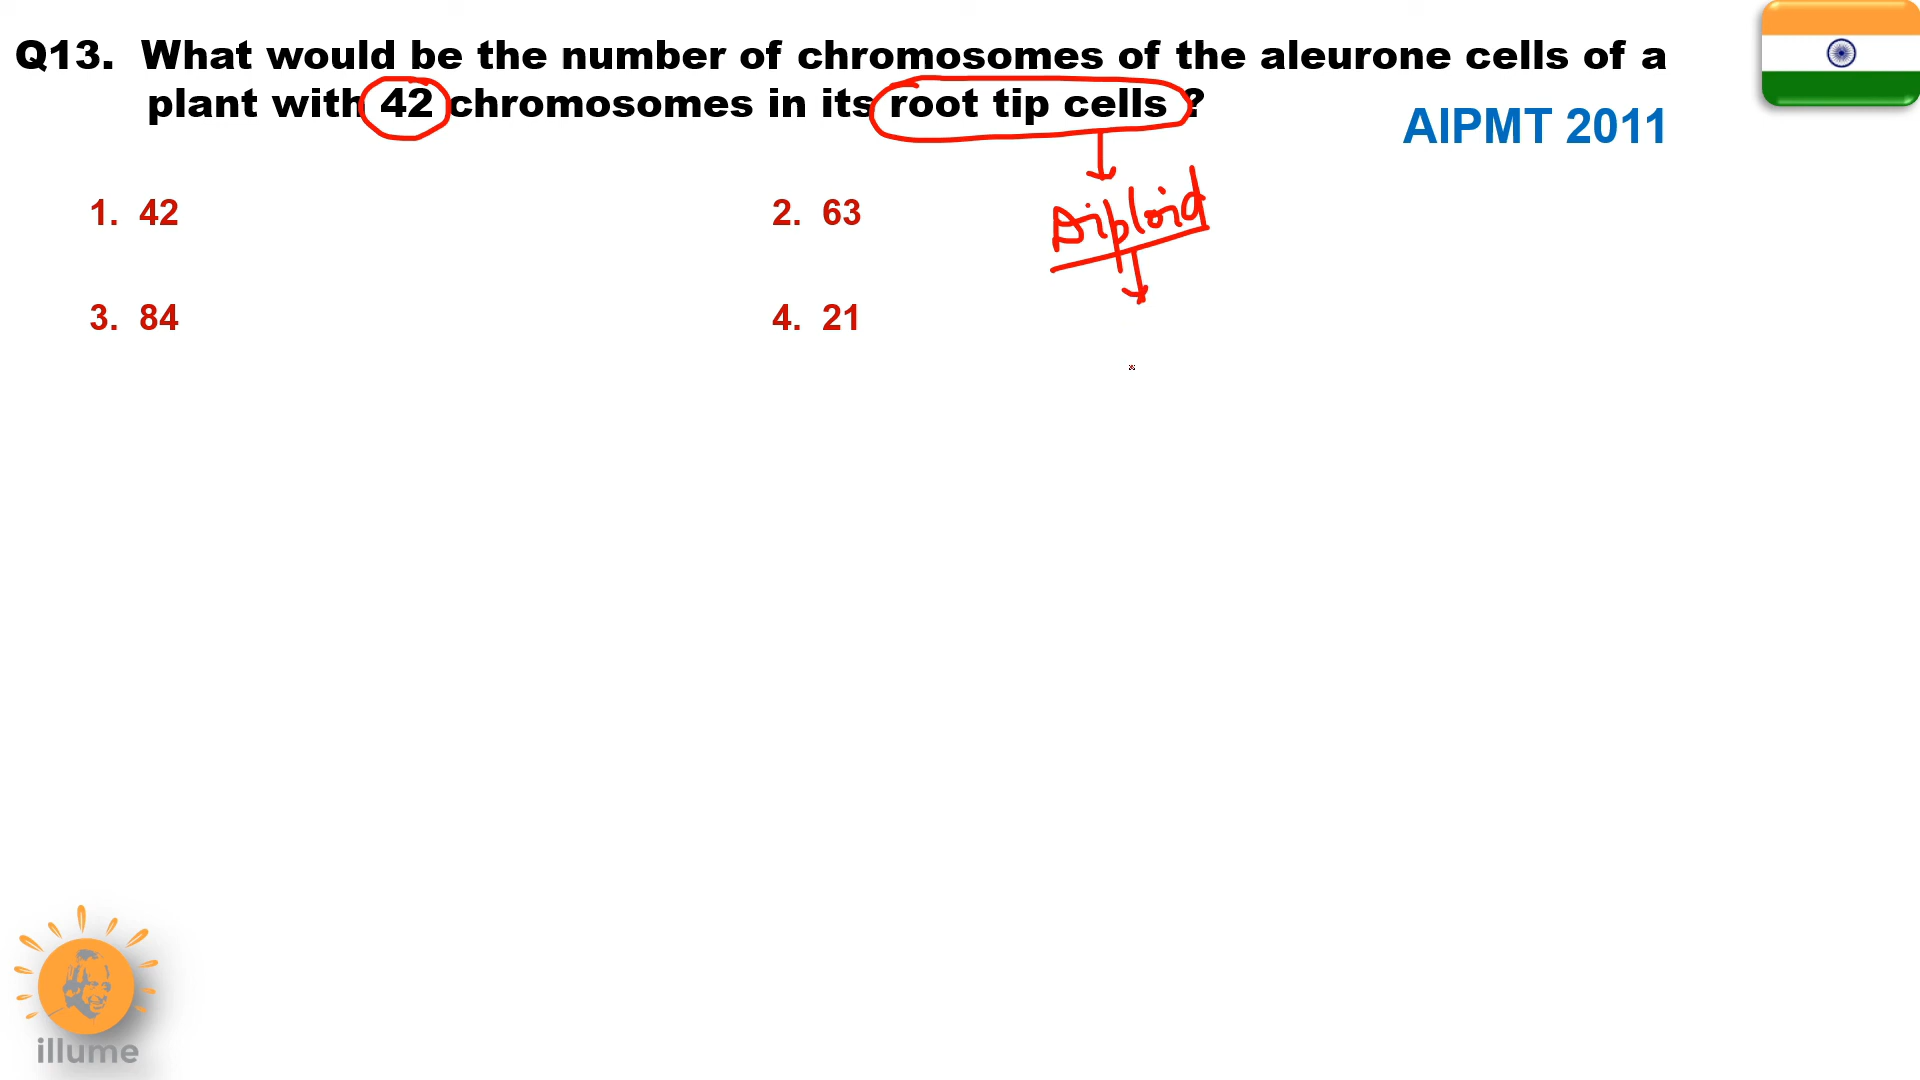 Q13. What would be the number of chromosomes of the aleurone cells of a
plant with 42 chromosomes in its root tip cells ?
AIPMT 2011
1. 42
2. 63
Diploid
3. 84
4. 21
illume